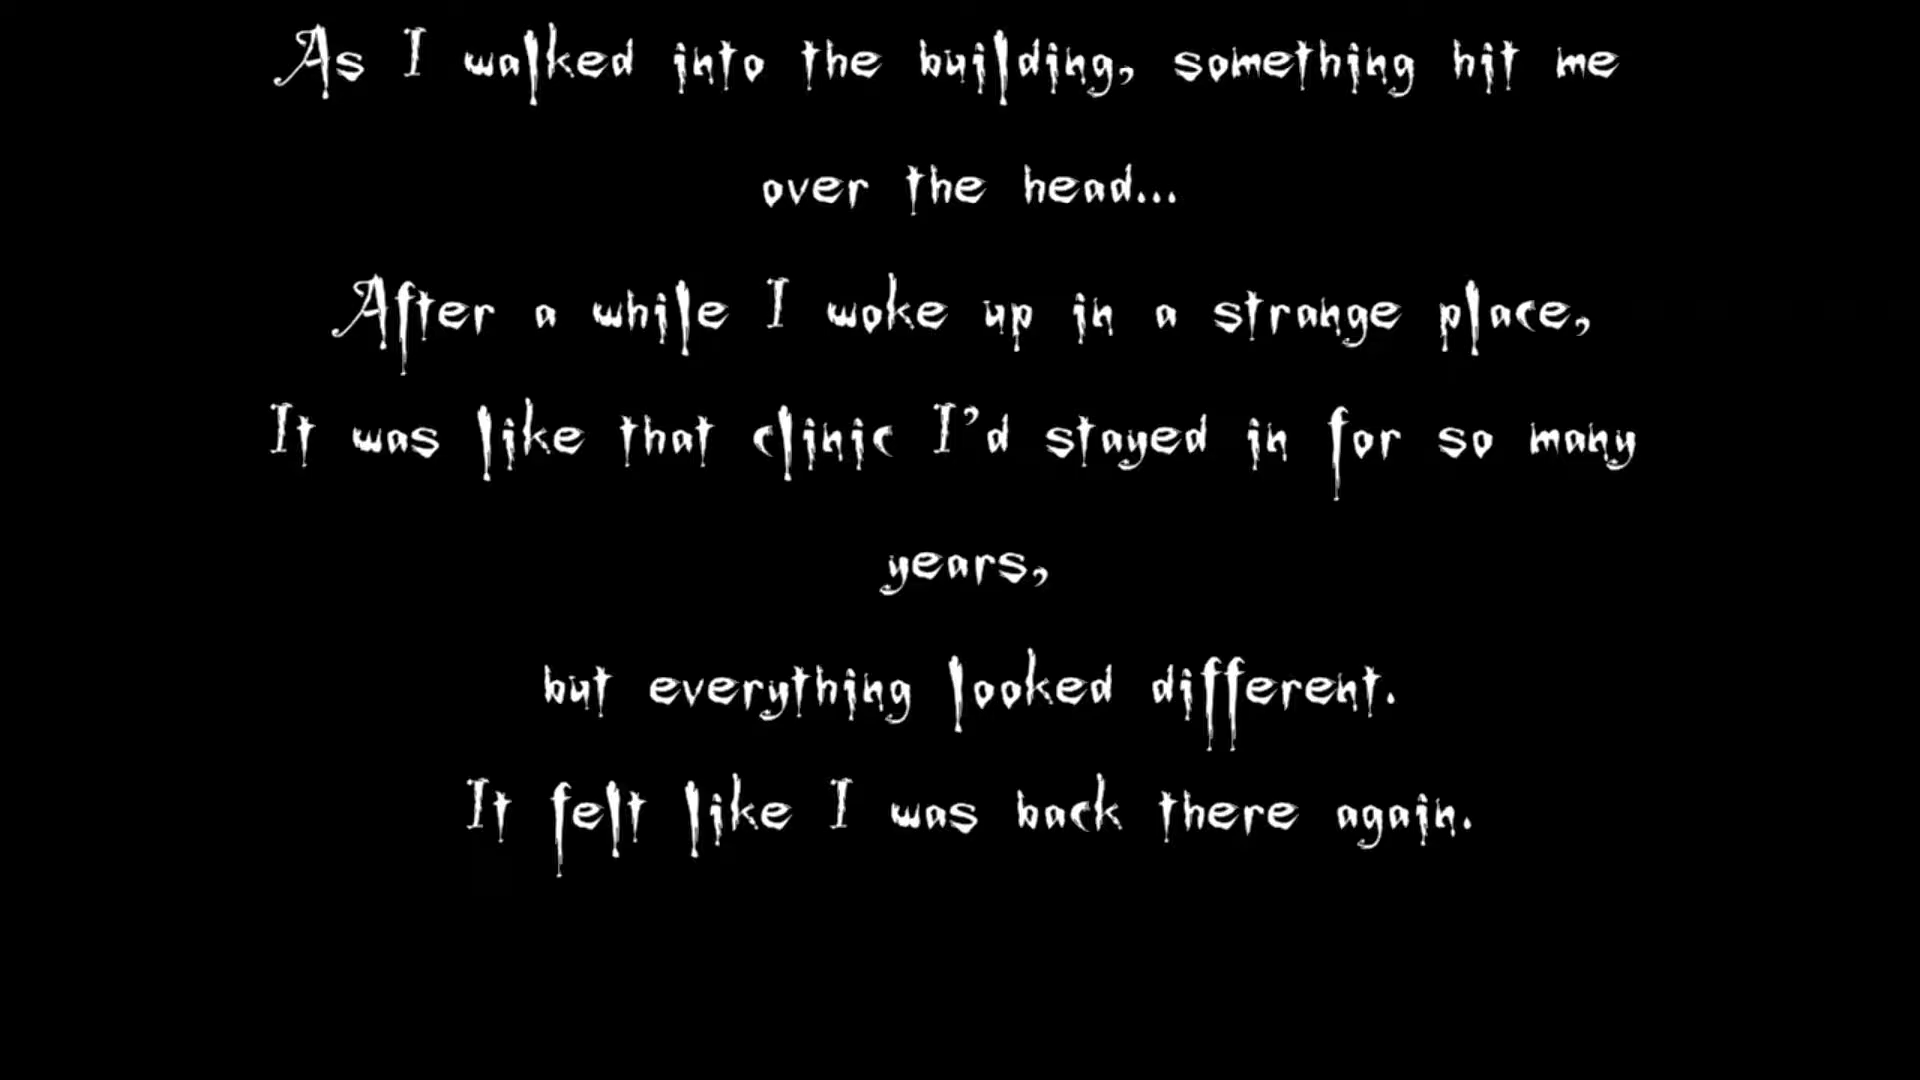 As I walked into the building, something hit me
over the head...
After a while I woke up in a strange place,
It was like that clinic I'd stayed in for so many
years,
but everything looked different.
It felt like I was back there again.